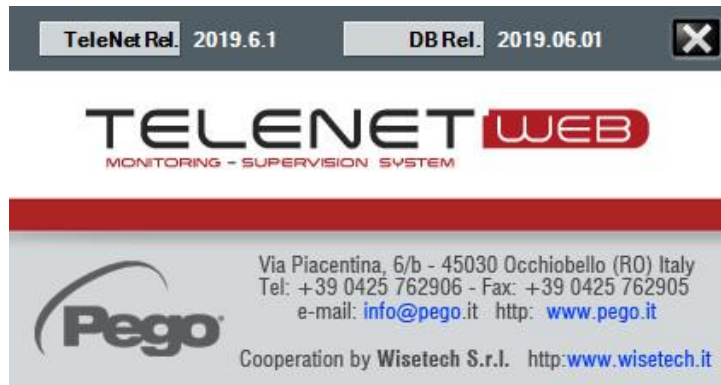 TeleNet Rel. 2019.6.1 DB Rel. 2019.06.01
TELENET WEB
MONITORING - SUPERVISION SYSTEM
Via Piacentina, 6/b - 45030 Occhiobello (RO) Italy
Tel: +39 0425 762906 - Fax: +39 0425 762905
e-mail: info@pego.it http: www.pego.it
Pego
Cooperation by Wisetech S.r.l. http:www.wisetech.it